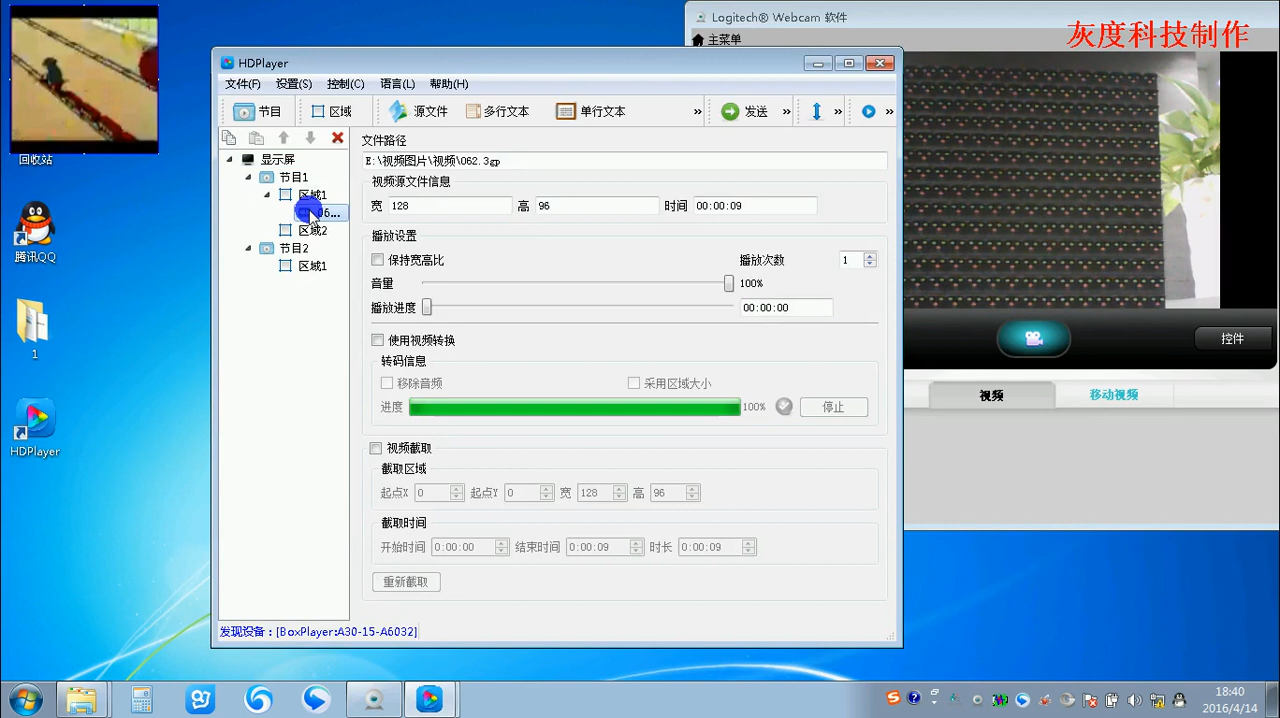 Logitech® Webcam 软件
灰度科技制作
主菜单
回收站
腾讯QQ
1
HDPlayer
HDPlayer
文件(F) 设置(S) 控制(C) 语言(L) 帮助(H)
节目 区域 源文件 多行文本 单行文本 » 发送 » » »
文件路径
显示屏
E:\视频图片\视频\062.3gp
节目1
视频源文件信息
区域1
宽 128 高 96 时间 00:00:09
06...
区域2
播放设置
节目2
保持宽高比 播放次数 1
区域1
音量 100%
播放进度 00:00:00
使用视频转换
转码信息
移除音频 采用区域大小
进度 100% 停止
视频截取
截取区域
起点X 0 起点Y 0 宽 128 高 96
截取时间
开始时间 0:00:00 结束时间 0:00:09 时长 0:00:09
重新截取
发现设备：[BoxPlayer:A30-15-A6032]
控件
视频 移动视频
18:40
2016/4/14